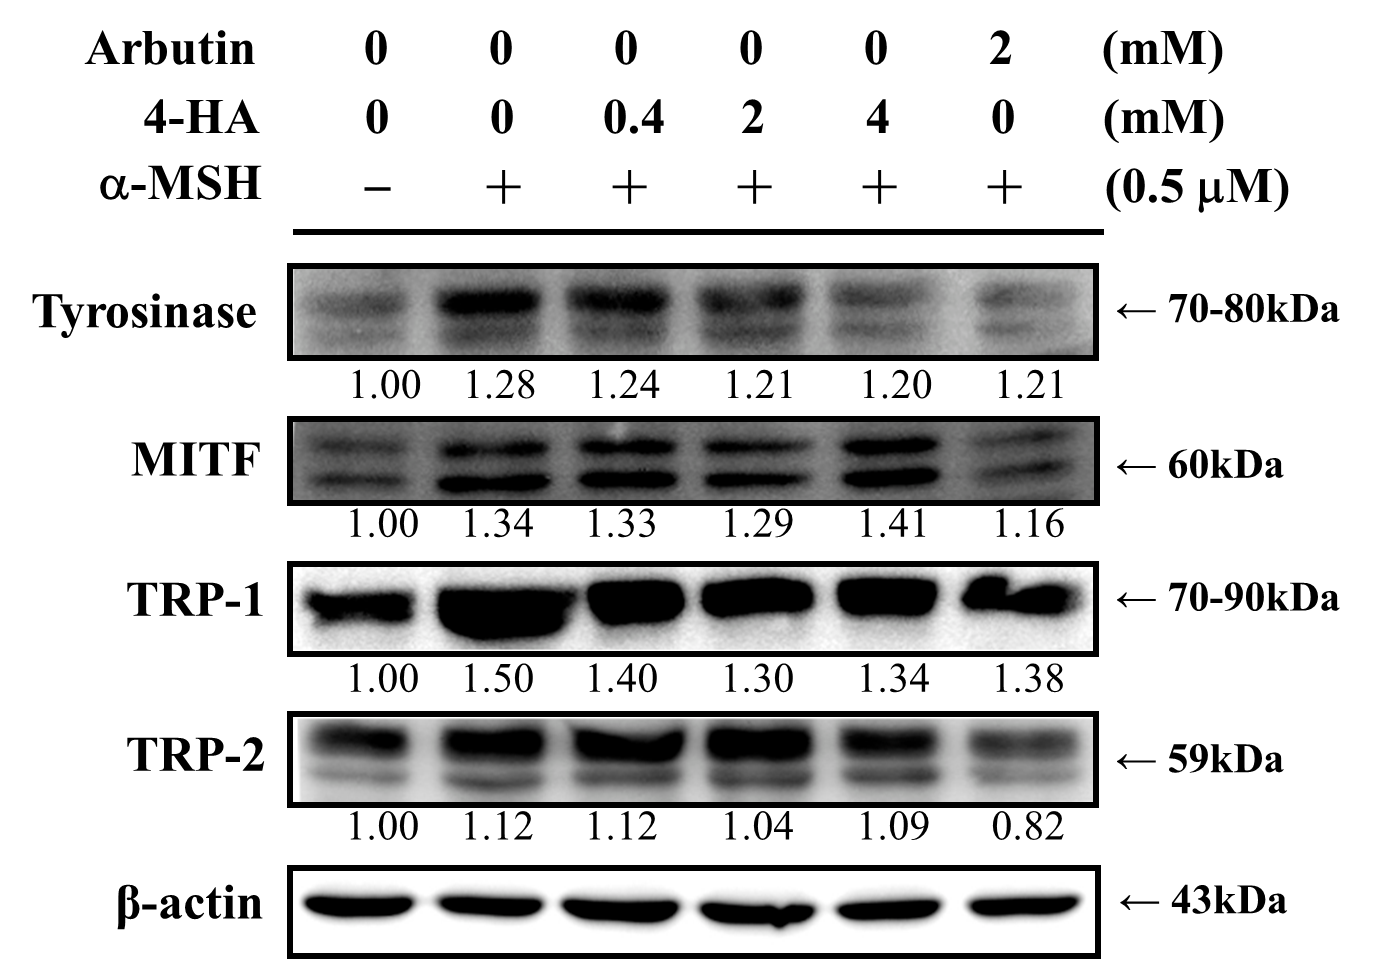 Arbutin 0 0 0 0 0 2 (mM)
4-HA 0 0 0.4 2 4 0 (mM)
α-MSH – + + + + + (0.5 μM)
Tyrosinase ← 70-80kDa
1.00 1.28 1.24 1.21 1.20 1.21
MITF ← 60kDa
1.00 1.34 1.33 1.29 1.41 1.16
TRP-1 ← 70-90kDa
1.00 1.50 1.40 1.30 1.34 1.38
TRP-2 ← 59kDa
1.00 1.12 1.12 1.04 1.09 0.82
β-actin ← 43kDa